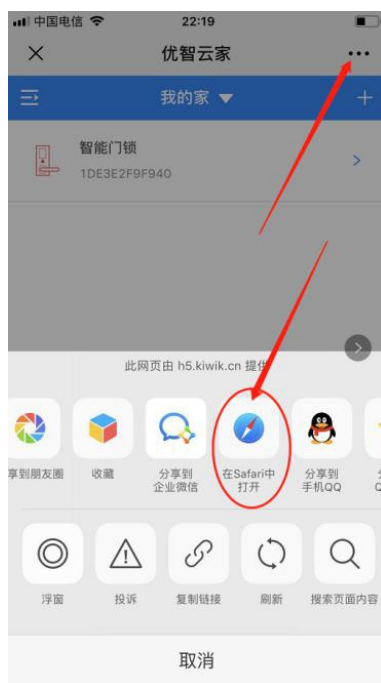 中国电信 22:19
优智云家
我的家
智能门锁
1DE3E2F9F940
此网页由 h5.kiwik.cn 提供
享到朋友圈
收藏
分享到
企业微信
在Safari中
打开
分享到
手机QQ
浮窗
投诉
复制链接
刷新
搜索页面内容
取消